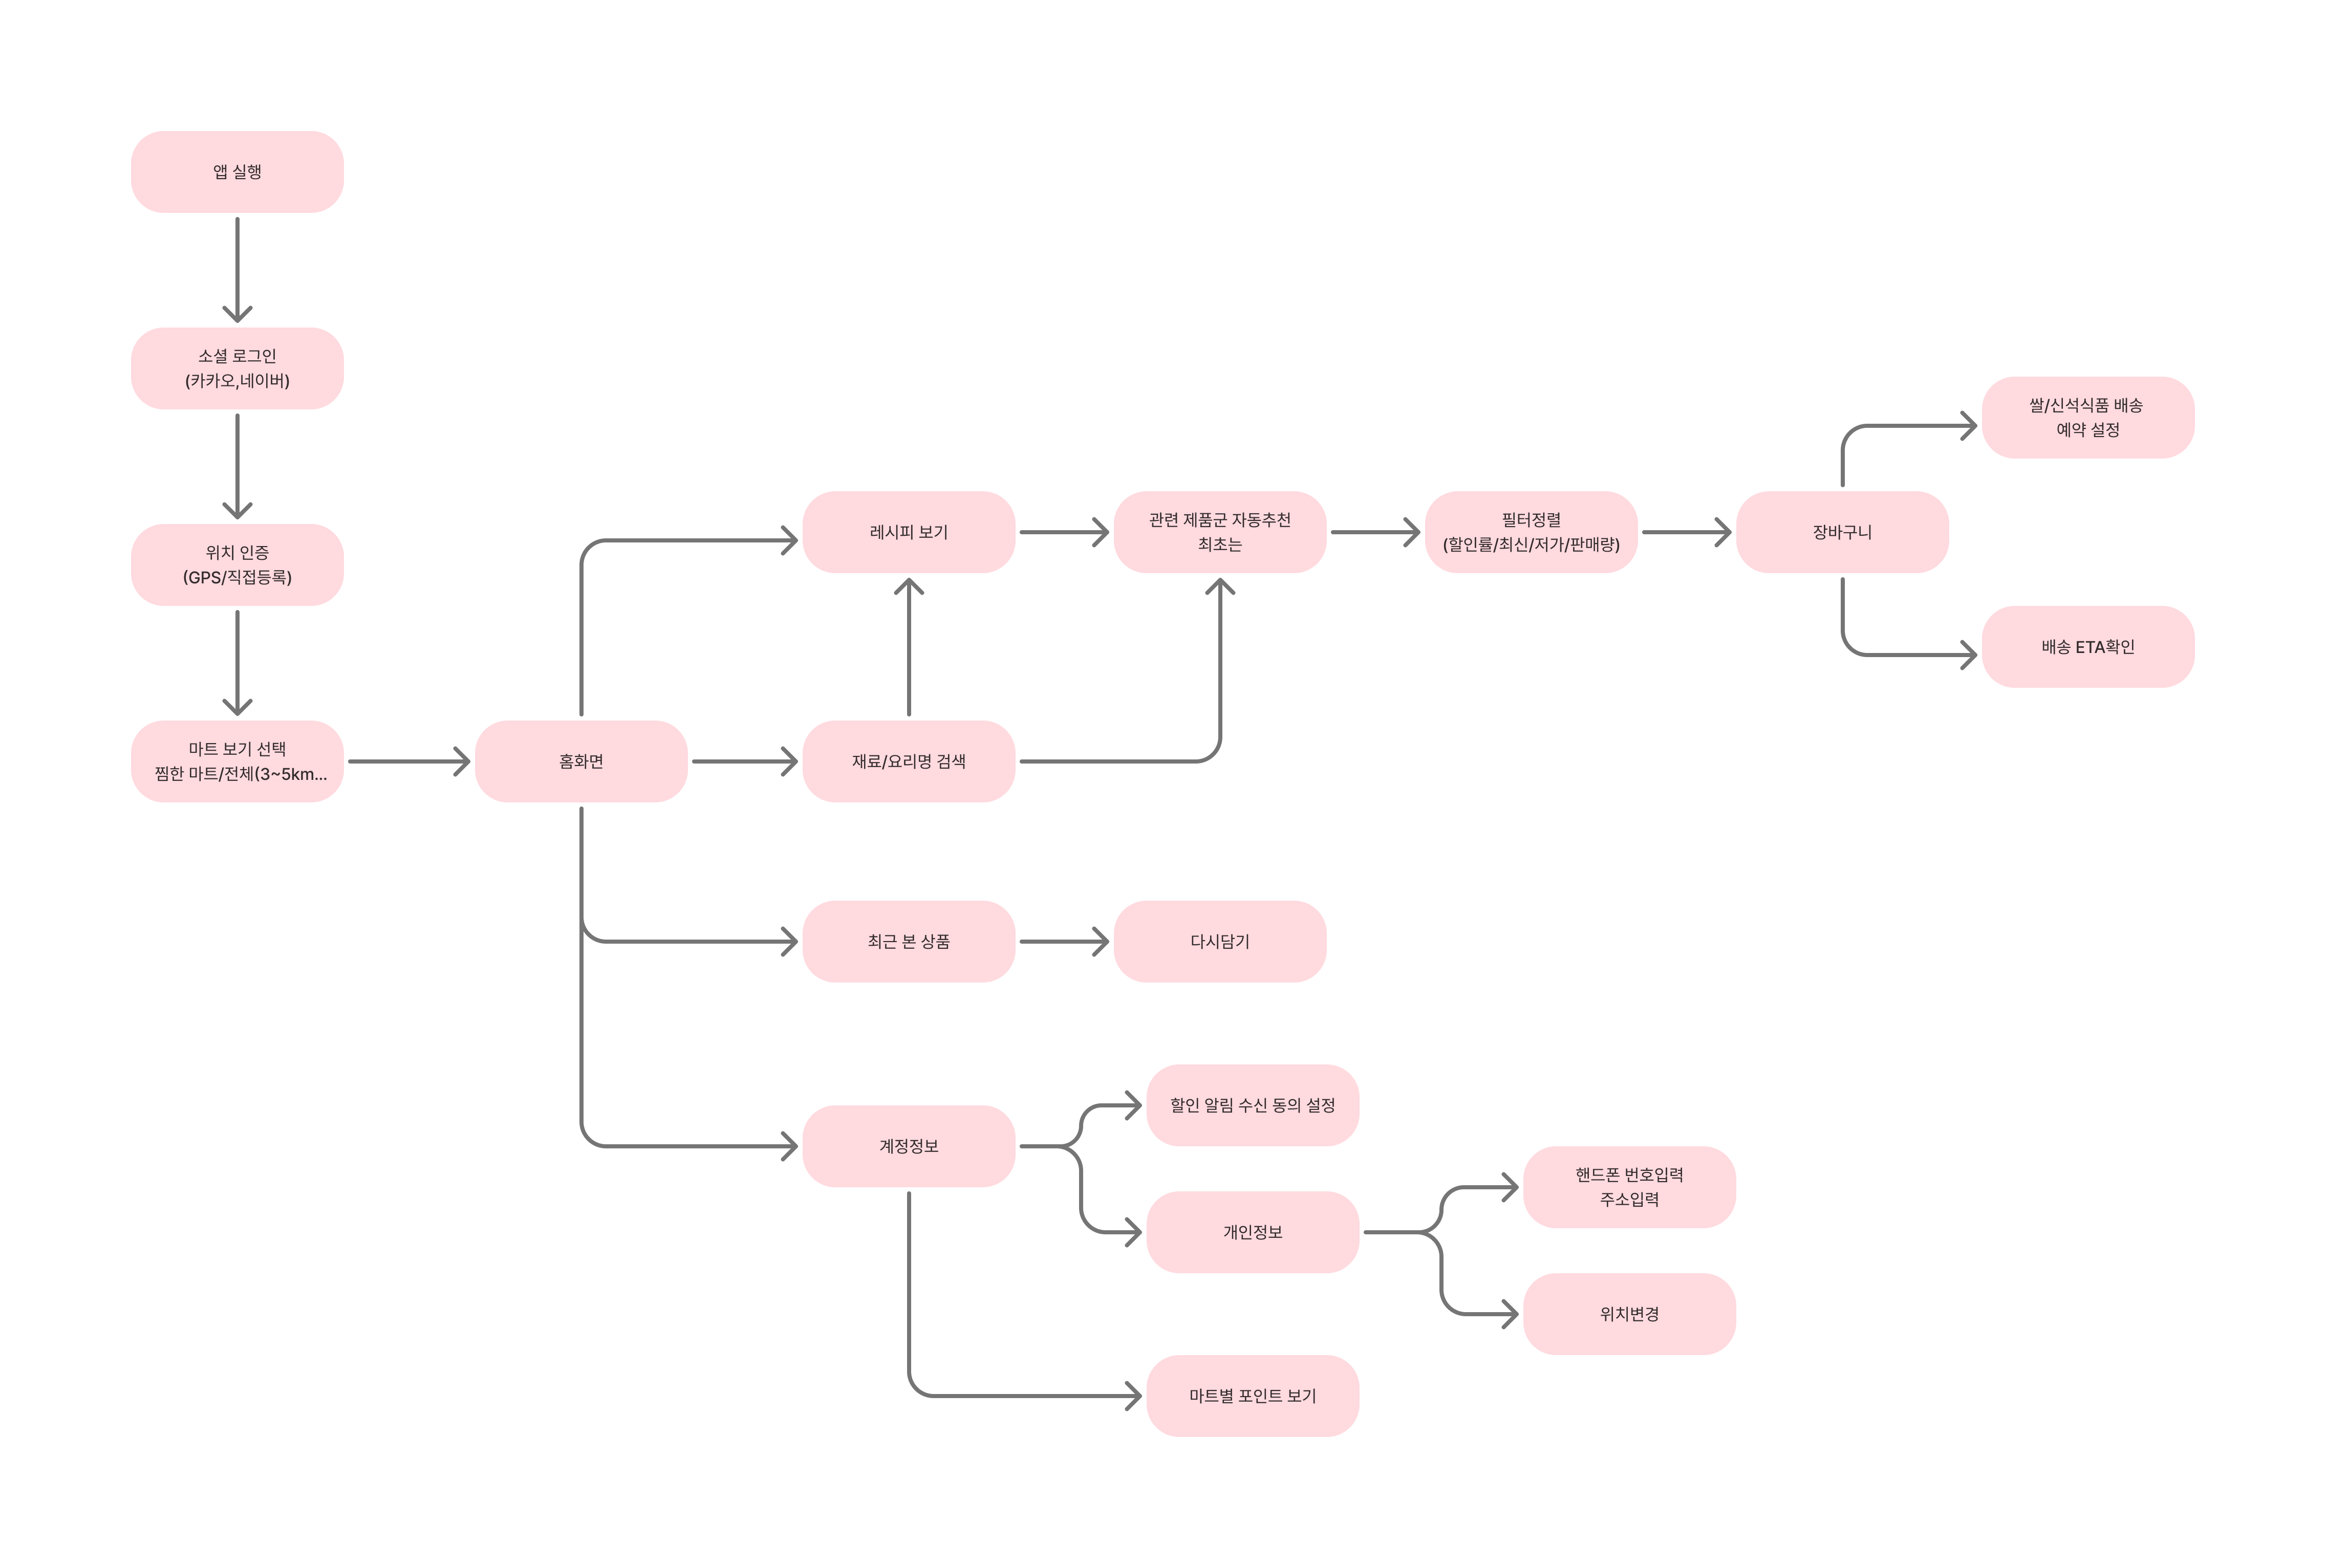 앱 실행
소셜 로그인
(카카오,네이버)
위치 인증
(GPS/직접등록)
마트 보기 선택
찜한 마트/전체(3~5km...
홈화면
레시피 보기
관련 제품군 자동추천
최초는
필터정렬
(할인률/최신/저가/판매량)
장바구니
쌀/신석식품 배송
예약 설정
배송 ETA확인
재료/요리명 검색
최근 본 상품
다시담기
계정정보
할인 알림 수신 동의 설정
개인정보
핸드폰 번호입력
주소입력
위치변경
마트별 포인트 보기